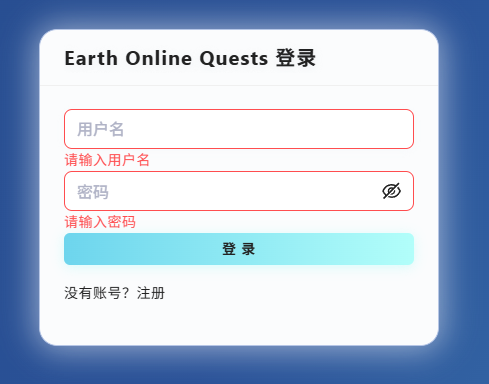 Earth Online Quests 登录
用户名
请输入用户名
密码
请输入密码
登 录
没有账号？注册